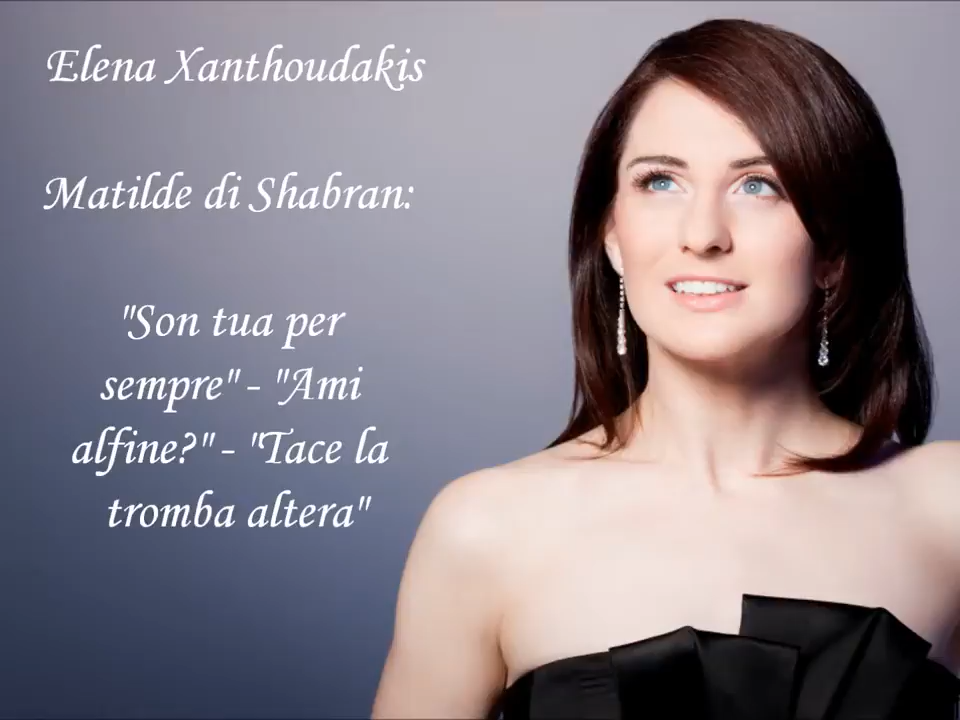 Elena Xanthoudakis
Matilde di Shabran:
"Son tua per
sempre" - "Ami
alfine?" - "Tace la
tromba altera"